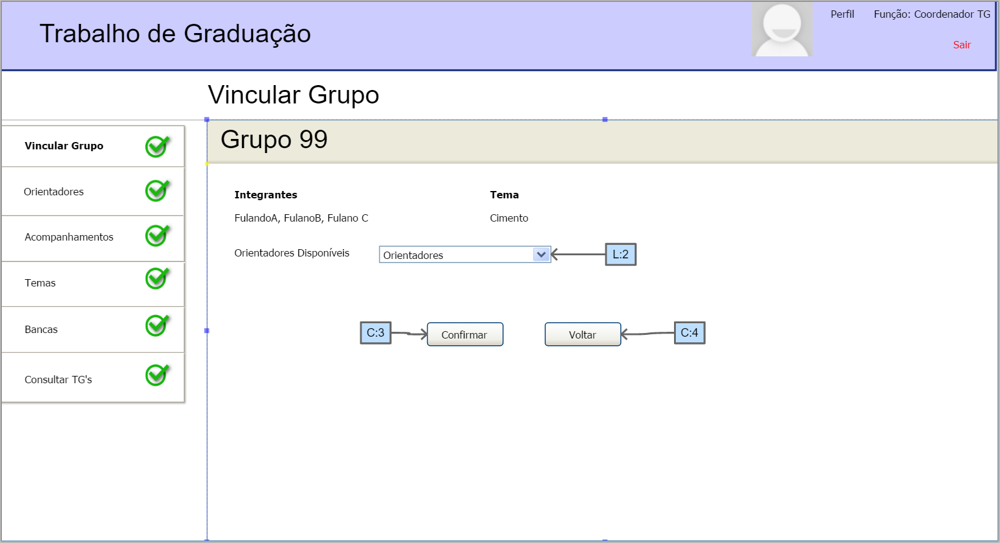 Trabalho de Graduação
Perfil
Função: Coordenador TG
Sair
Vincular Grupo
Vincular Grupo
Orientadores
Acompanhamentos
Temas
Bancas
Consultar TG's
Grupo 99
Integrantes
Tema
FulandoA, FulanoB, Fulano C
Cimento
Orientadores Disponíveis
Orientadores
L:2
C:3
Confirmar
Voltar
C:4